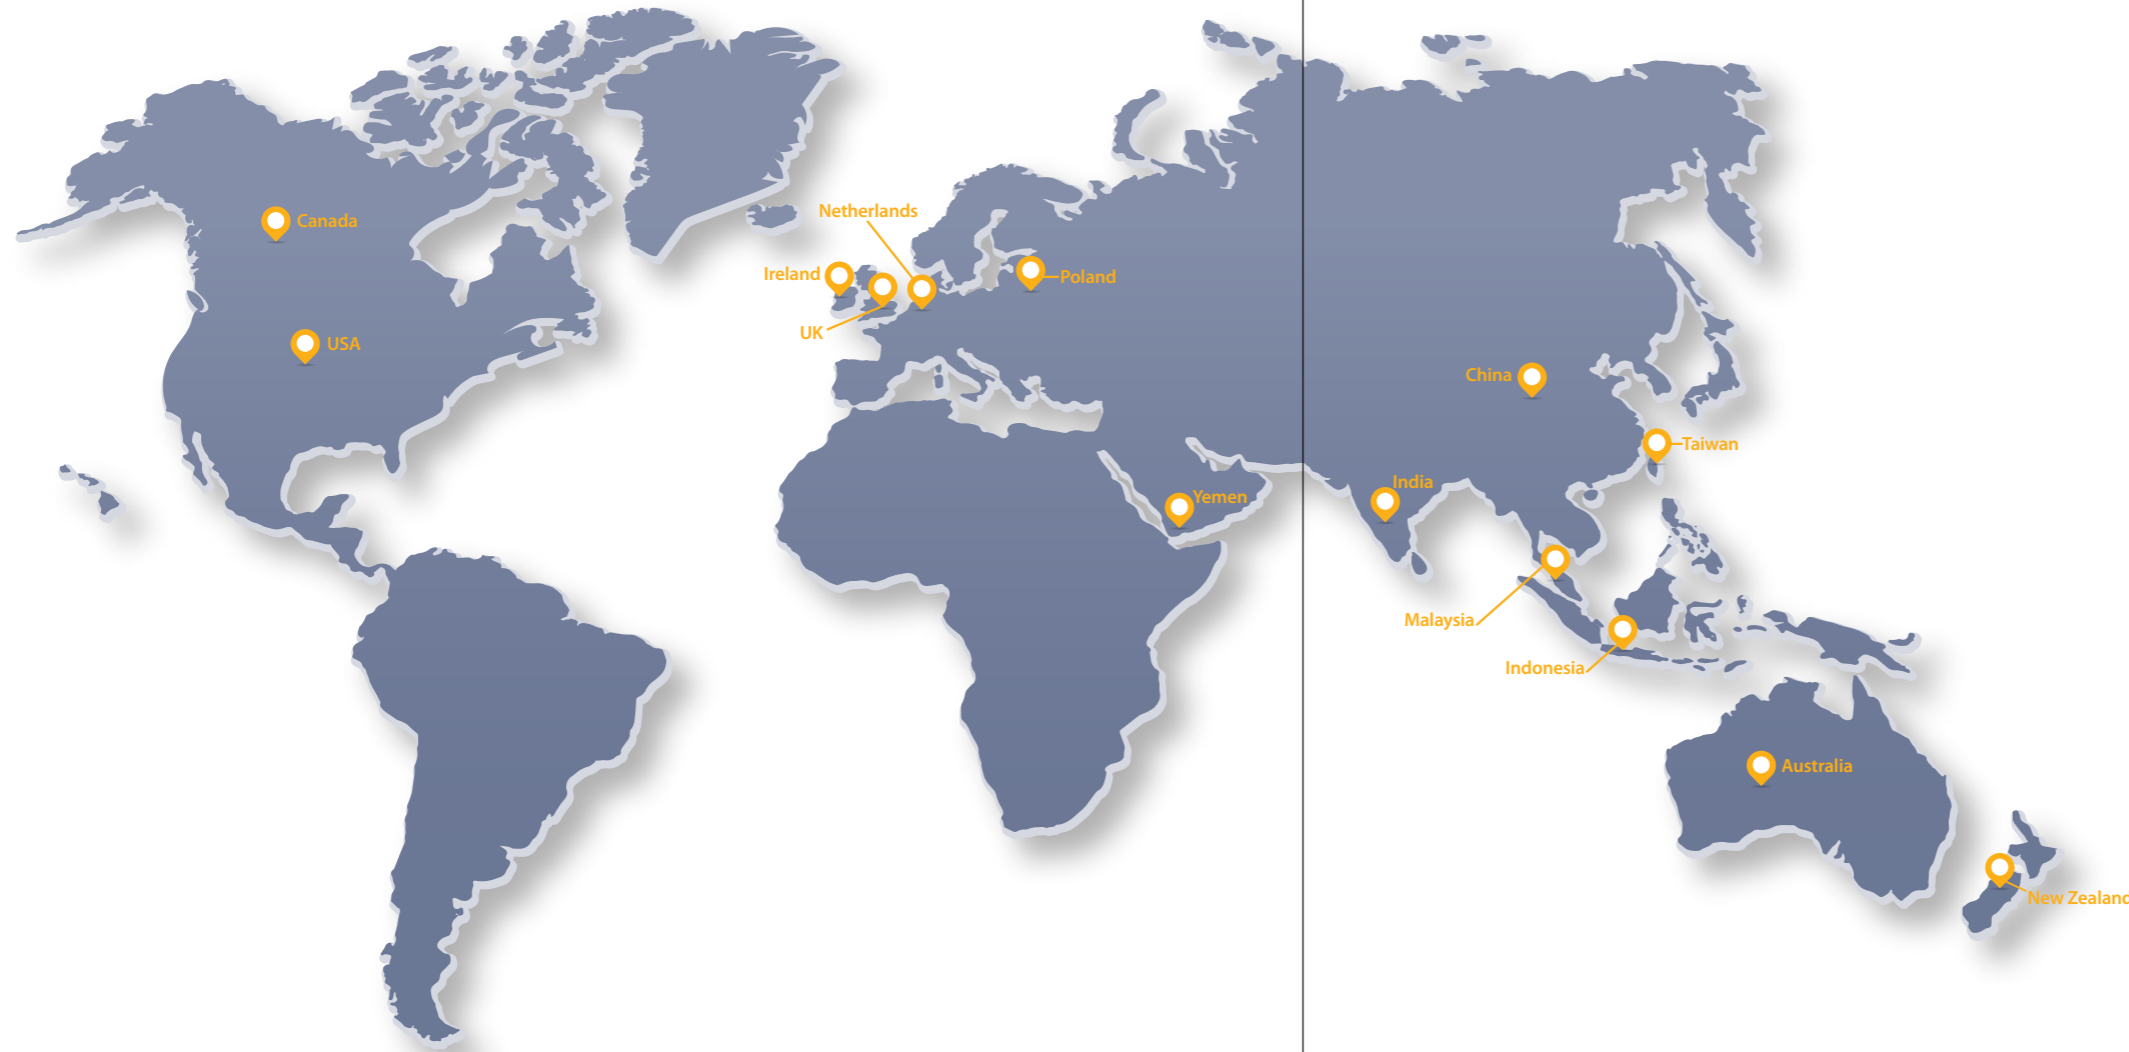 Netherlands
Canada
Ireland
Poland
UK
USA
China
Taiwan
India
Yemen
Malaysia
Indonesia
Australia
New Zealand